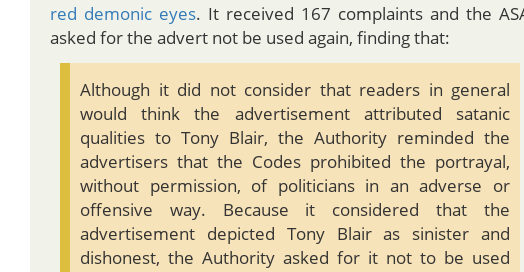 red demonic eyes. It received 167 complaints and the ASA
asked for the advert not be used again, finding that:
Although it did not consider that readers in general
would think the advertisement attributed satanic
qualities to Tony Blair, the Authority reminded the
advertisers that the Codes prohibited the portrayal,
without permission, of politicians in an adverse or
offensive way. Because it considered that the
advertisement depicted Tony Blair as sinister and
dishonest, the Authority asked for it not to be used